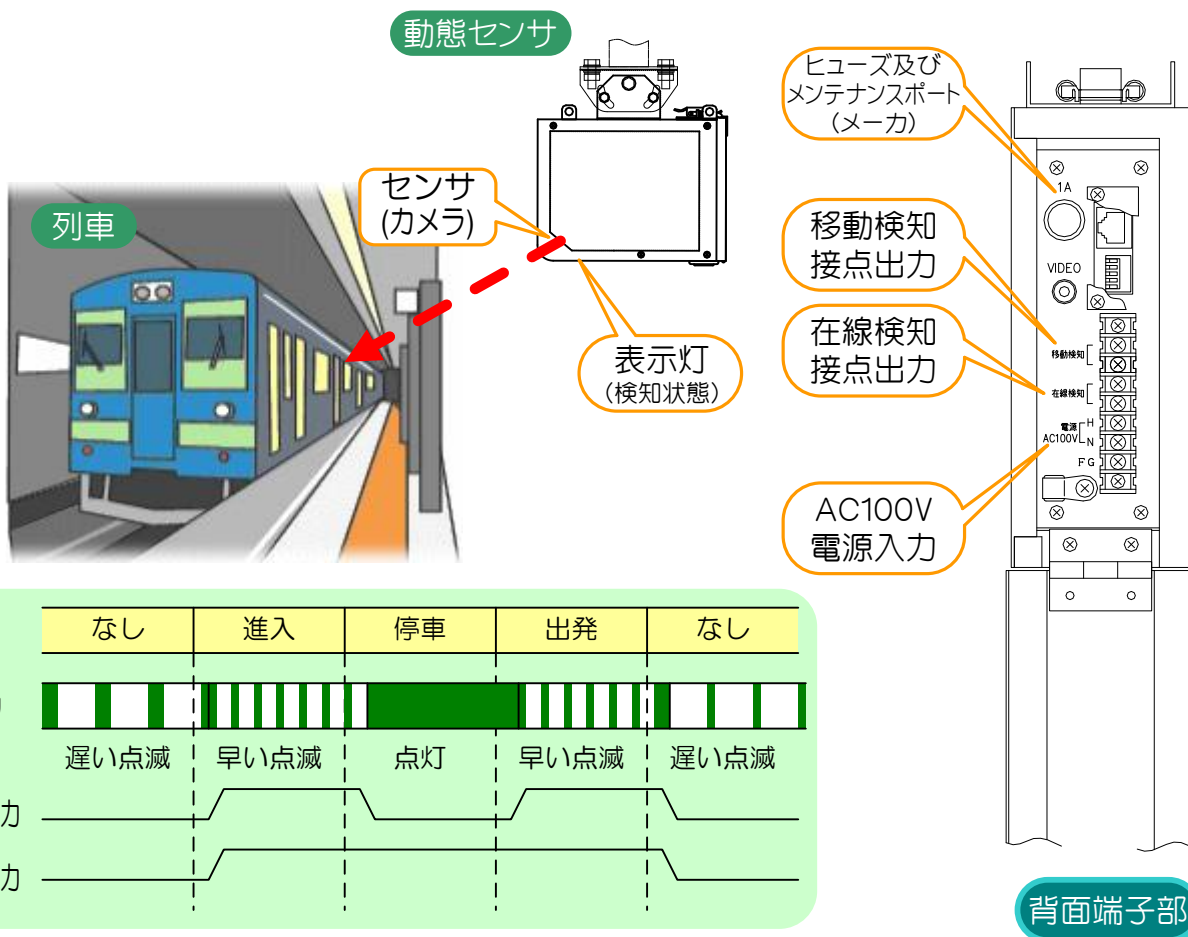 動態センサ
列車
センサ
(カメラ)
表示灯
(検知状態)
ヒューズ及び
メンテナンスポート
(メーカ)
移動検知
接点出力
在線検知
接点出力
AC100V
電源入力
1A
VIDEO
移動検知
在線検知
電源 H
AC100V N
FG
背面端子部
なし 進入 停車 出発 なし
)
遅い点滅 早い点滅 点灯 早い点滅 遅い点滅
力
力